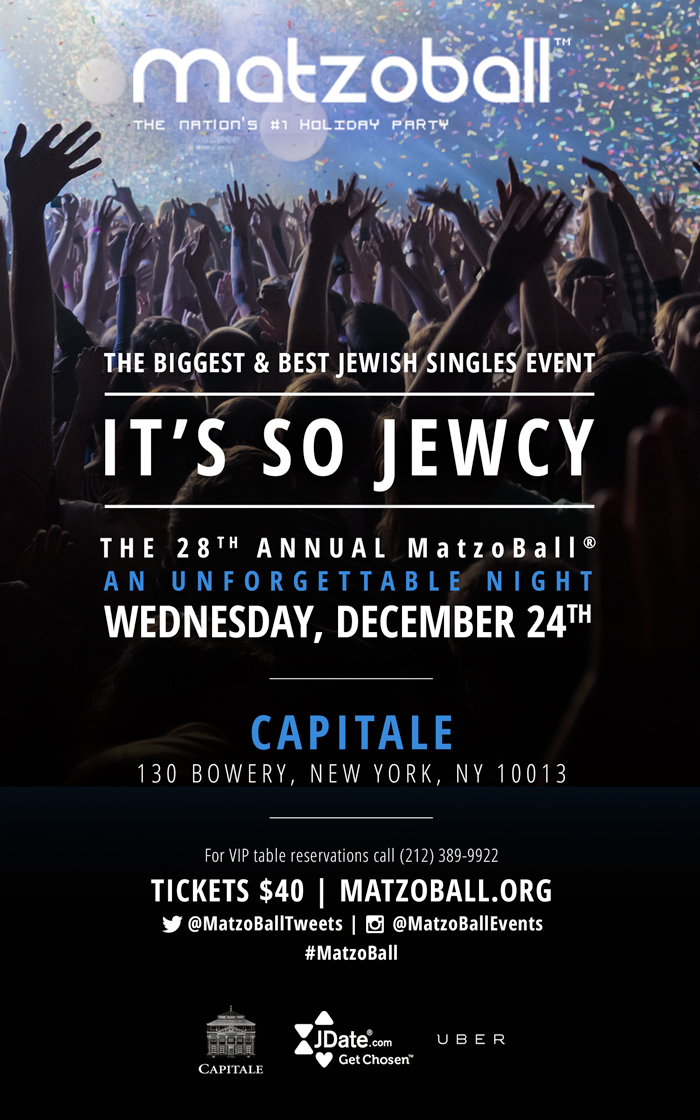 matzoball™
THE NATION'S #1 HOLIDAY PARTY
THE BIGGEST & BEST JEWISH SINGLES EVENT
IT'S SO JEWCY
THE 28TH ANNUAL MatzoBall®
AN UNFORGETTABLE NIGHT
WEDNESDAY, DECEMBER 24TH
CAPITALE
130 BOWERY, NEW YORK, NY 10013
For VIP table reservations call (212) 389-9922
TICKETS $40 | MATZOBALL.ORG
@MatzoBallTweets | @MatzoBallEvents
#MatzoBall
CAPITALE
JDate®.com
Get Chosen™
UBER